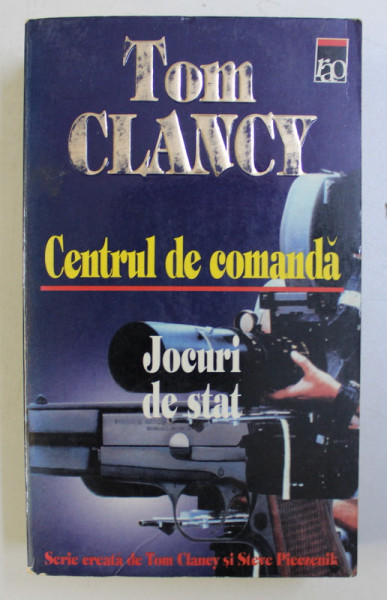 Tom
CLANCY
rao
Centrul de comandă
Jocuri
de stat
Serie creată de Tom Clancy și Steve Pieczenik